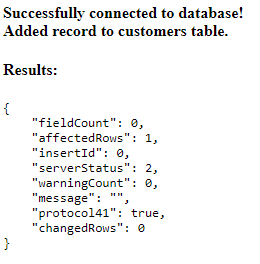 Successfully connected to database!
Added record to customers table.
Results:
{
    "fieldCount": 0,
    "affectedRows": 1,
    "insertId": 0,
    "serverStatus": 2,
    "warningCount": 0,
    "message": "",
    "protocol41": true,
    "changedRows": 0
}